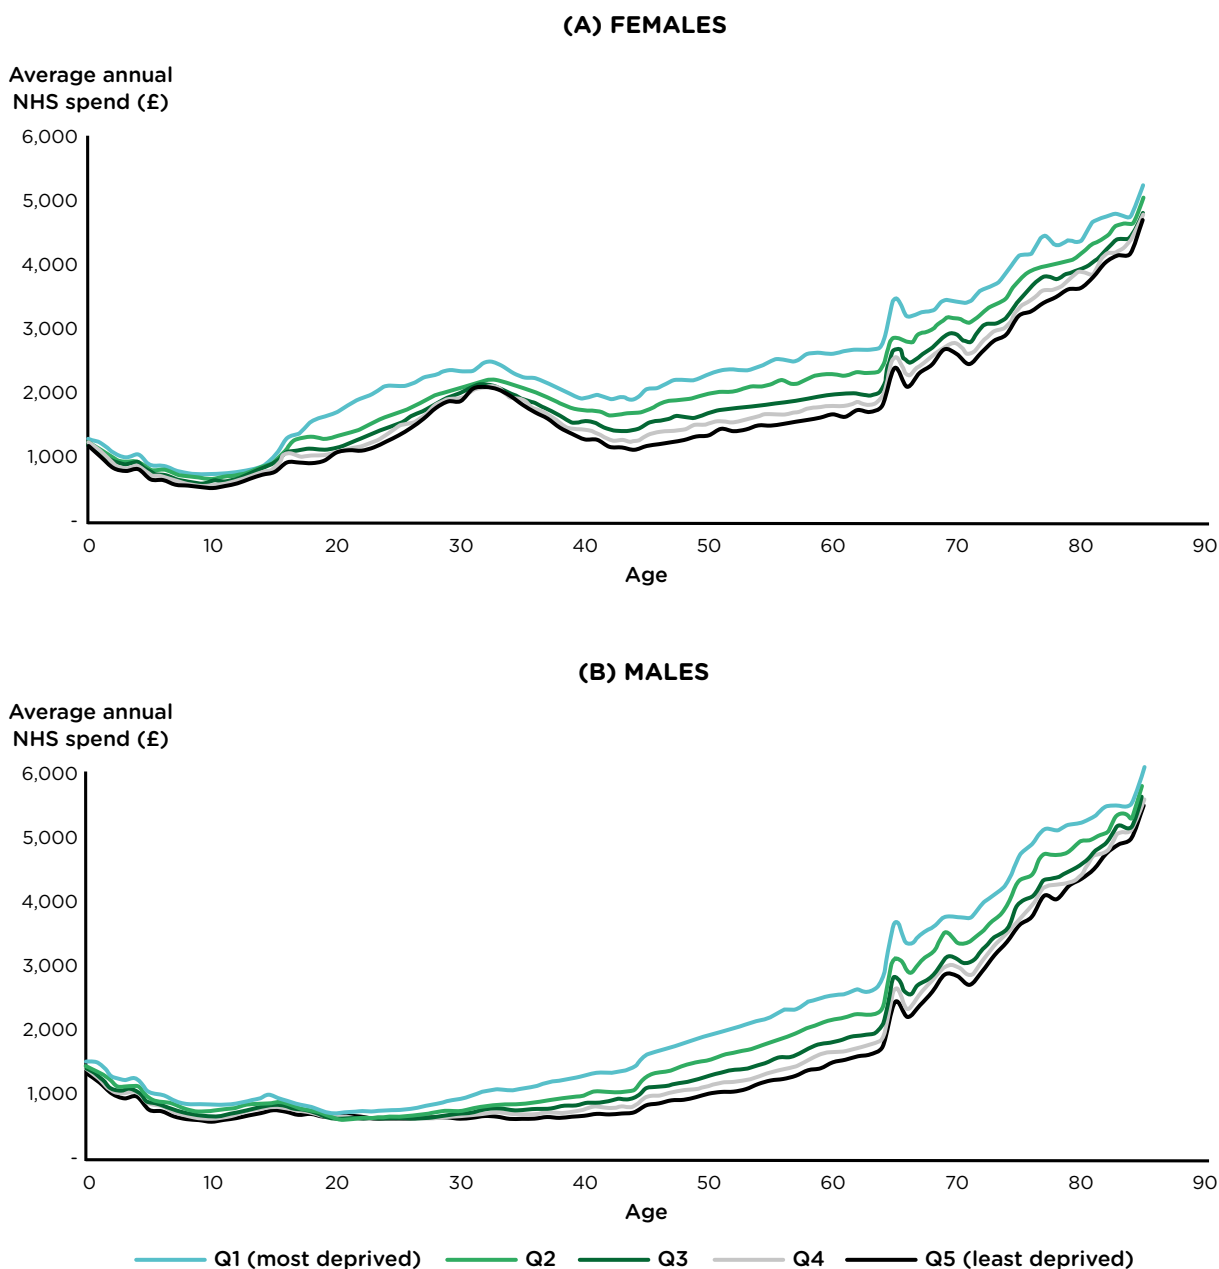 (A) FEMALES
Average annual
NHS spend (£)
6,000
5,000
4,000
3,000
2,000
1,000
-
0 10 20 30 40 50 60 70 80 90
Age
(B) MALES
Average annual
NHS spend (£)
6,000
5,000
4,000
3,000
2,000
1,000
-
0 10 20 30 40 50 60 70 80 90
Age
Q1 (most deprived) Q2 Q3 Q4 Q5 (least deprived)